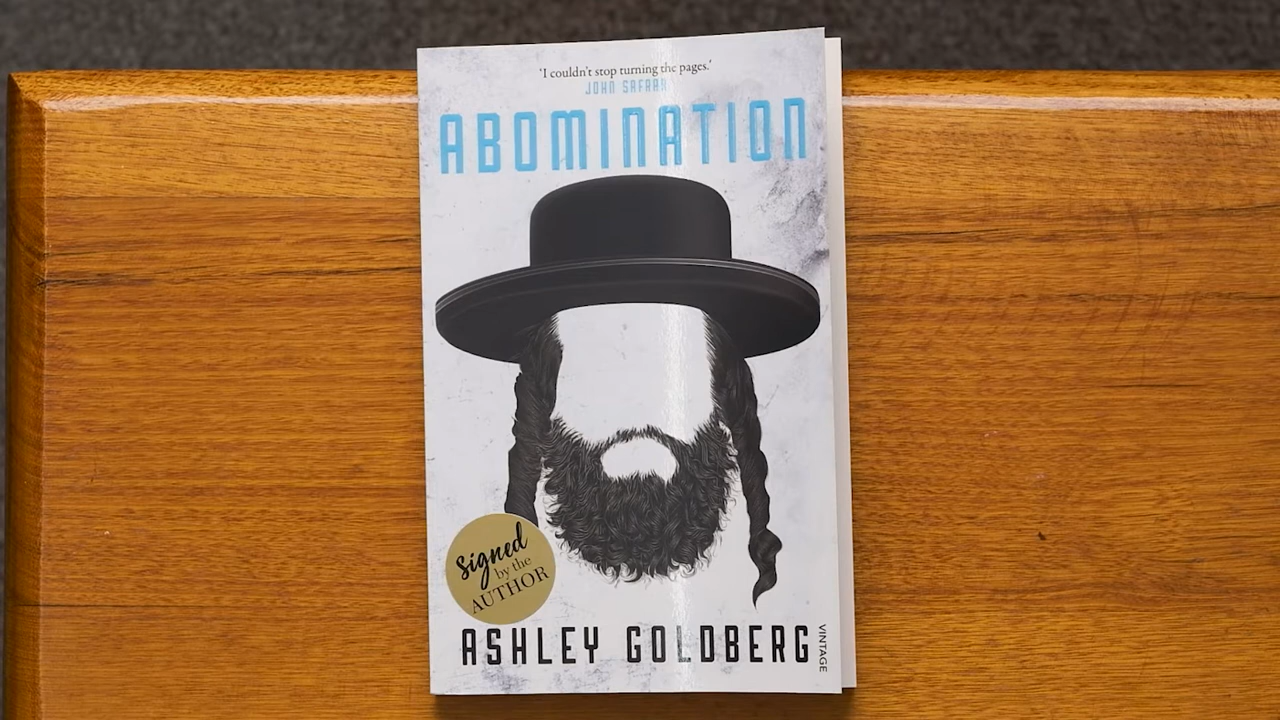 'I couldn't stop turning the pages.'
JOHN SAFRAN
ABOMINATION
Signed
by the
AUTHOR
ASHLEY GOLDBERG
VINTAGE